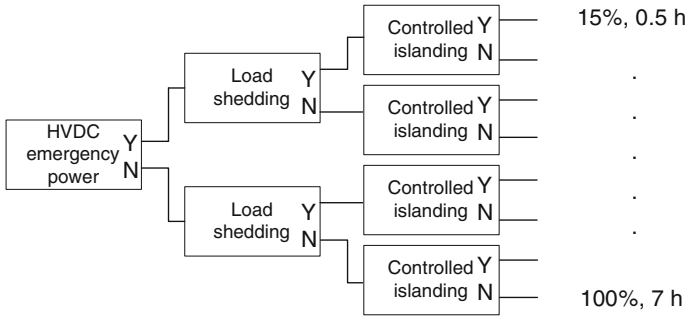 HVDC
emergency
power
Y
N
Load
shedding
Y
N
Load
shedding
Y
N
Controlled
islanding
Y
N
Controlled
islanding
Y
N
Controlled
islanding
Y
N
Controlled
islanding
Y
N
15%, 0.5 h
.
.
.
.
.
100%, 7 h